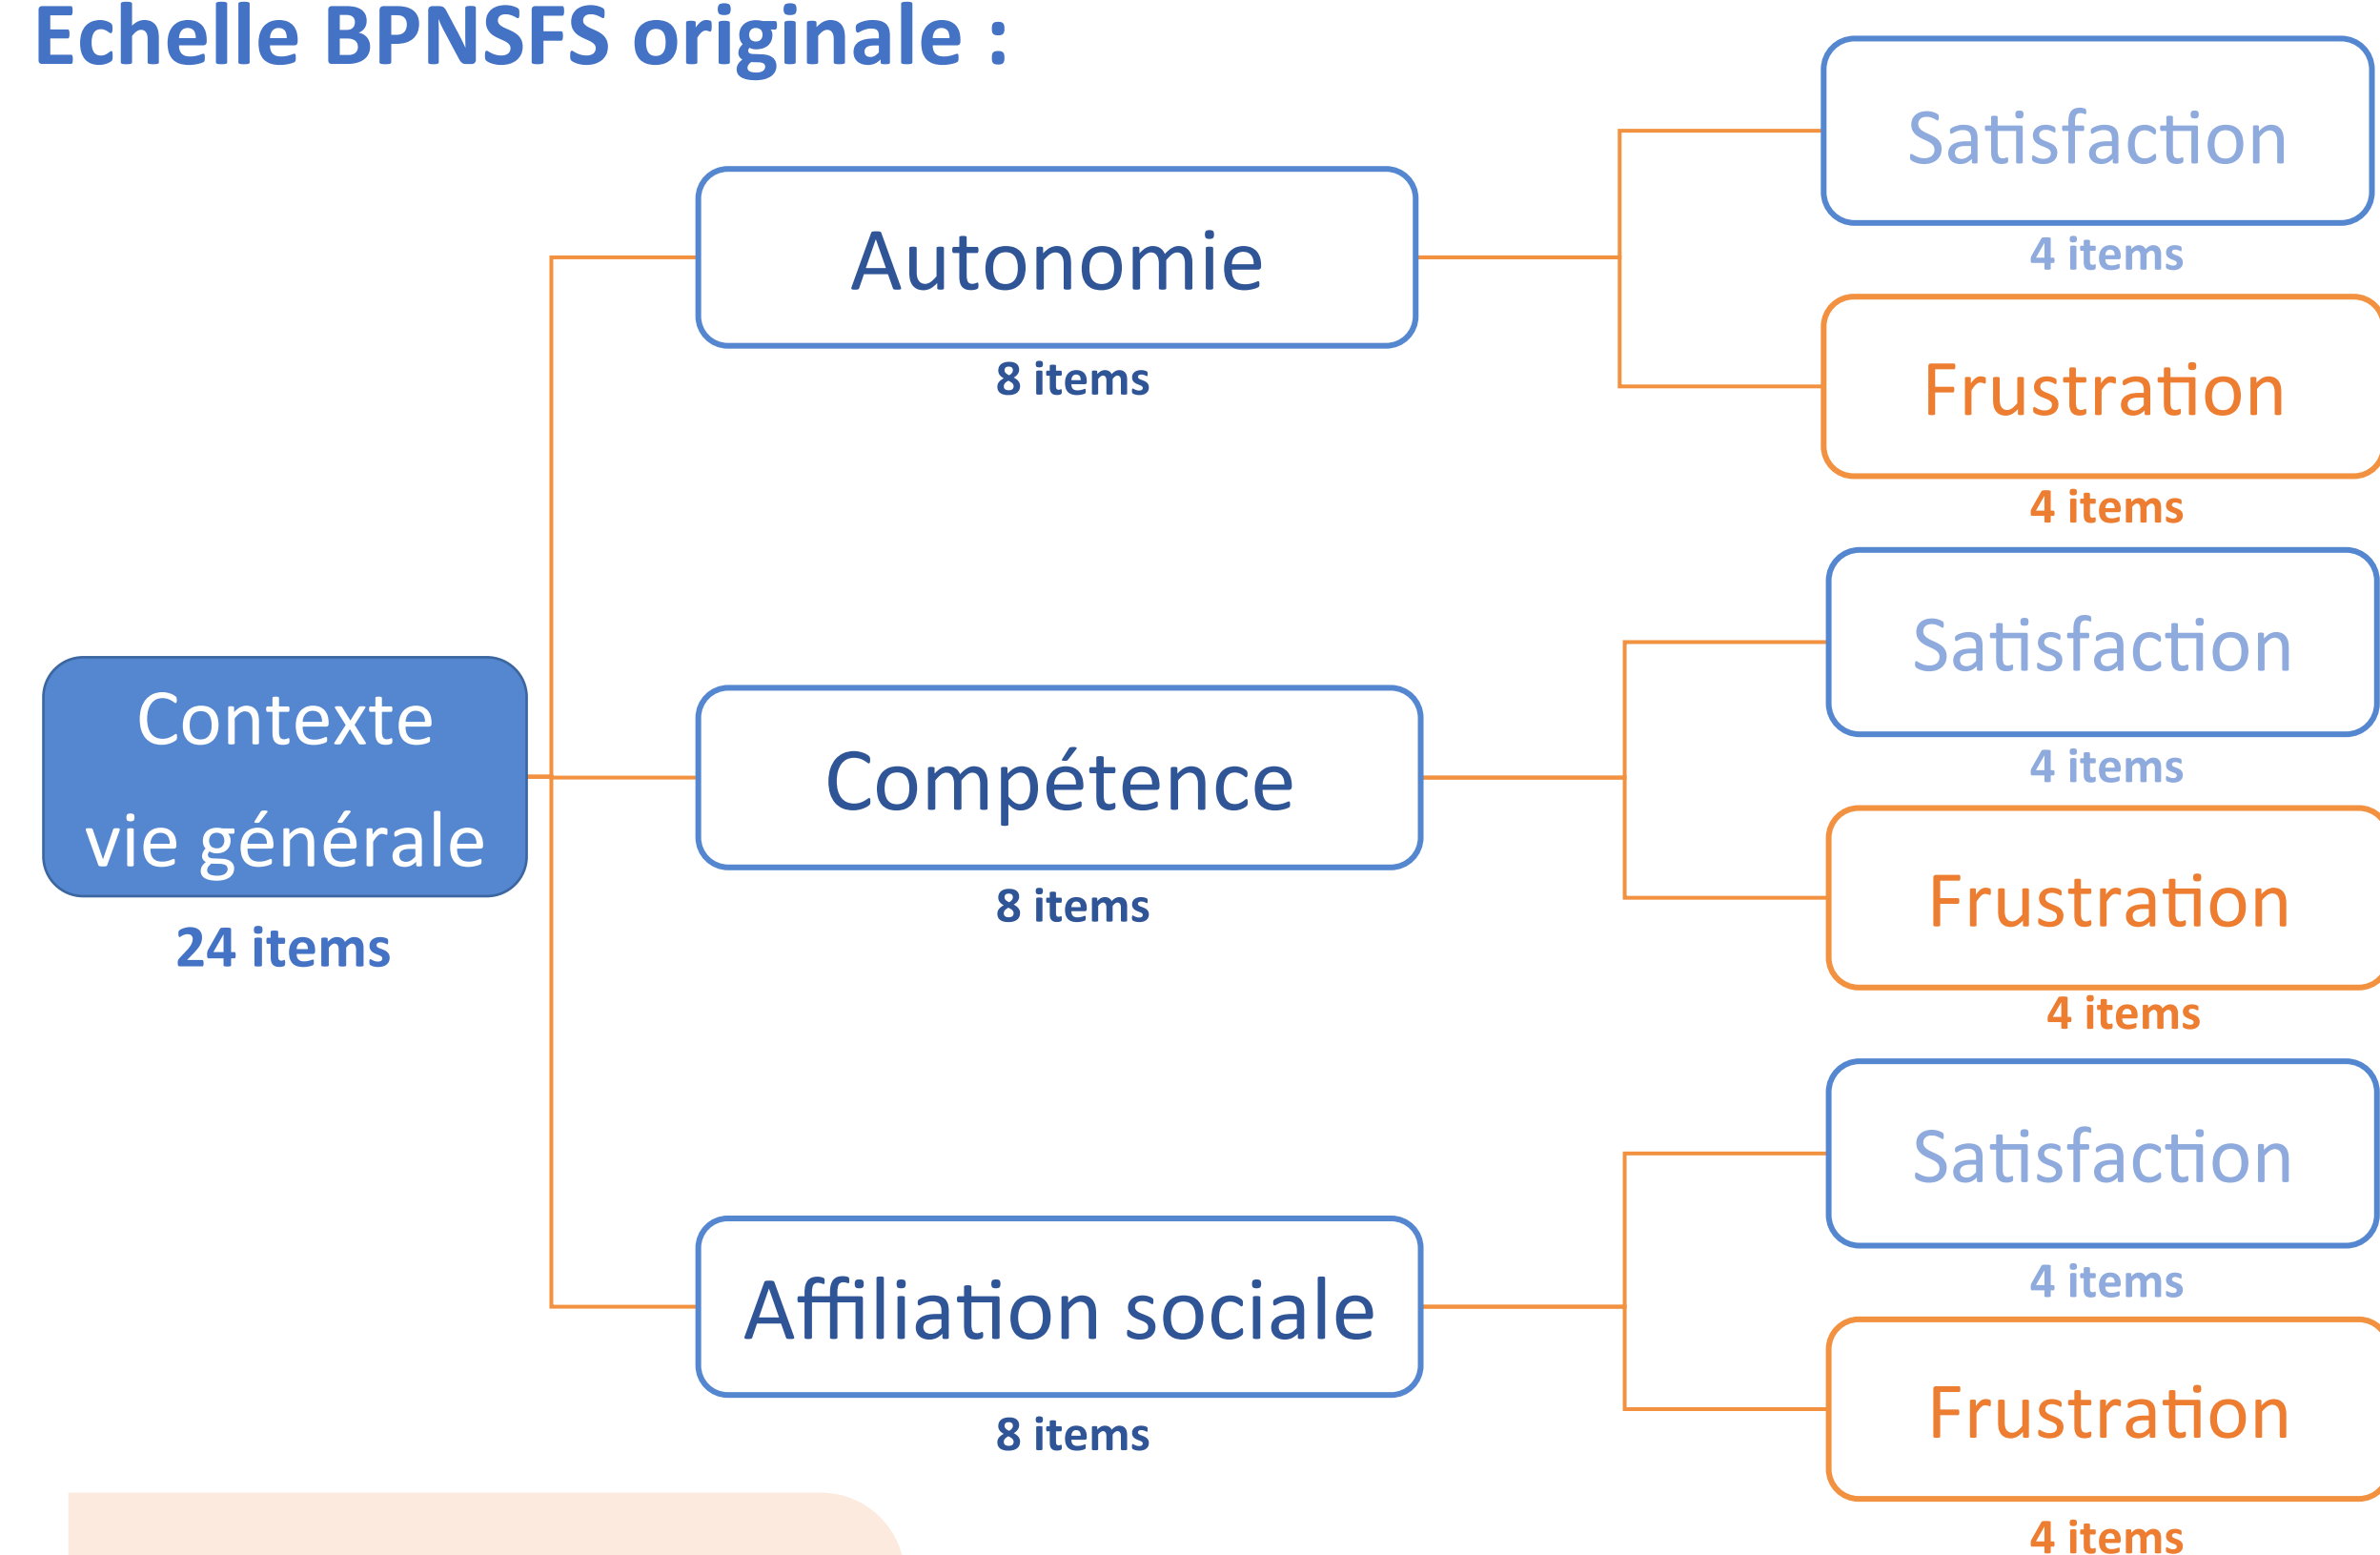 Echelle BPNSFS originale :
Contexte
vie générale
24 items
Autonomie
8 items
Satisfaction
4 items
Frustration
4 items
Compétence
8 items
Satisfaction
4 items
Frustration
4 items
Affiliation sociale
8 items
Satisfaction
4 items
Frustration
4 items